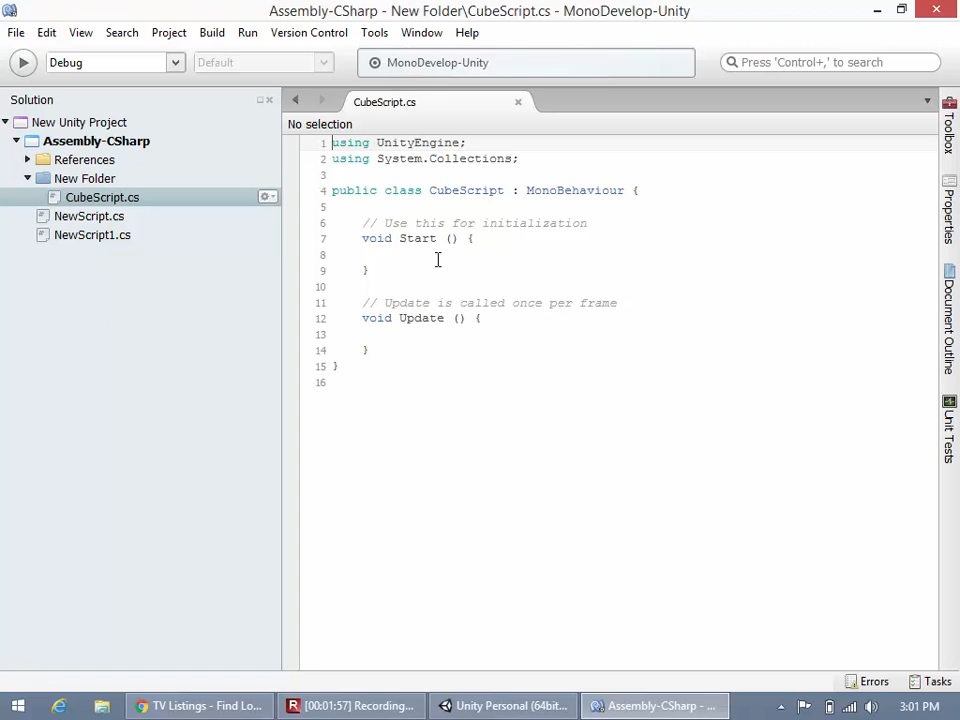 Assembly-CSharp - New Folder\CubeScript.cs - MonoDevelop-Unity
File Edit View Search Project Build Run Version Control Tools Window Help
Debug Default MonoDevelop-Unity Press 'Control+,' to search
Solution
New Unity Project
Assembly-CSharp
References
New Folder
CubeScript.cs
NewScript.cs
NewScript1.cs
CubeScript.cs
No selection
1 using UnityEngine;
2 using System.Collections;
3
4 public class CubeScript : MonoBehaviour {
5
6 // Use this for initialization
7 void Start () {
8
9 }
10
11 // Update is called once per frame
12 void Update () {
13
14 }
15 }
16
Toolbox
Properties
Document Outline
Unit Tests
Errors Tasks
TV Listings - Find Lo... [00:01:57] Recording... Unity Personal (64bit... Assembly-CSharp - ... 3:01 PM